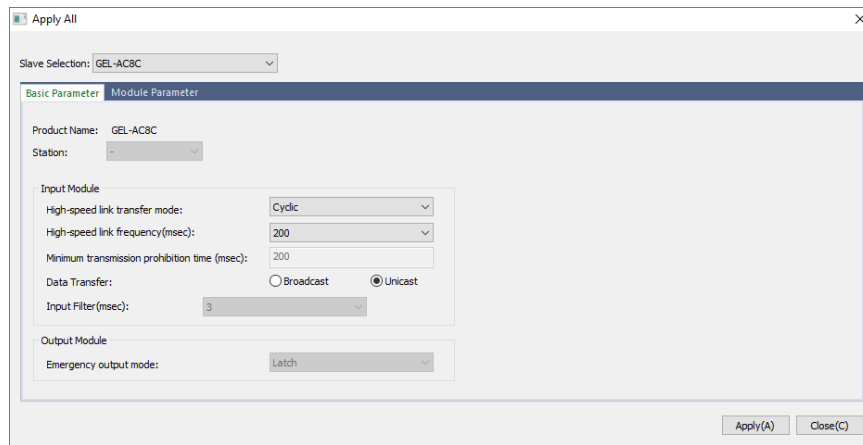 Apply All
Slave Selection: GEL-AC8C
Basic Parameter Module Parameter
Product Name: GEL-AC8C
Station: -
Input Module
High-speed link transfer mode: Cyclic
High-speed link frequency(msec): 200
Minimum transmission prohibition time (msec): 200
Data Transfer: Broadcast Unicast
Input Filter(msec): 3
Output Module
Emergency output mode: Latch
Apply(A) Close(C)